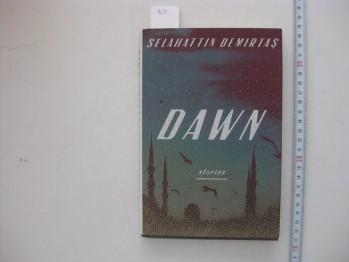 SELAHATTIN DEMIRTAŞ
DAWN
stories